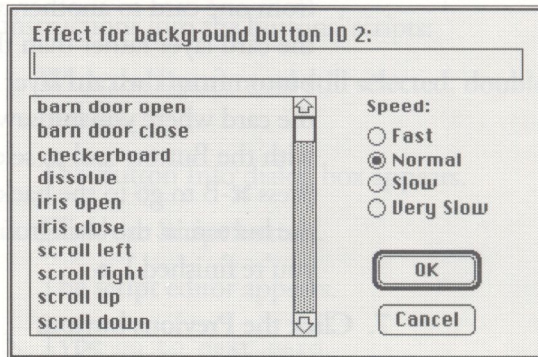 Effect for background button ID 2:
barn door open
barn door close
checkerboard
dissolve
iris open
iris close
scroll left
scroll right
scroll up
scroll down
Speed:
Fast
Normal
Slow
Very Slow
OK
Cancel